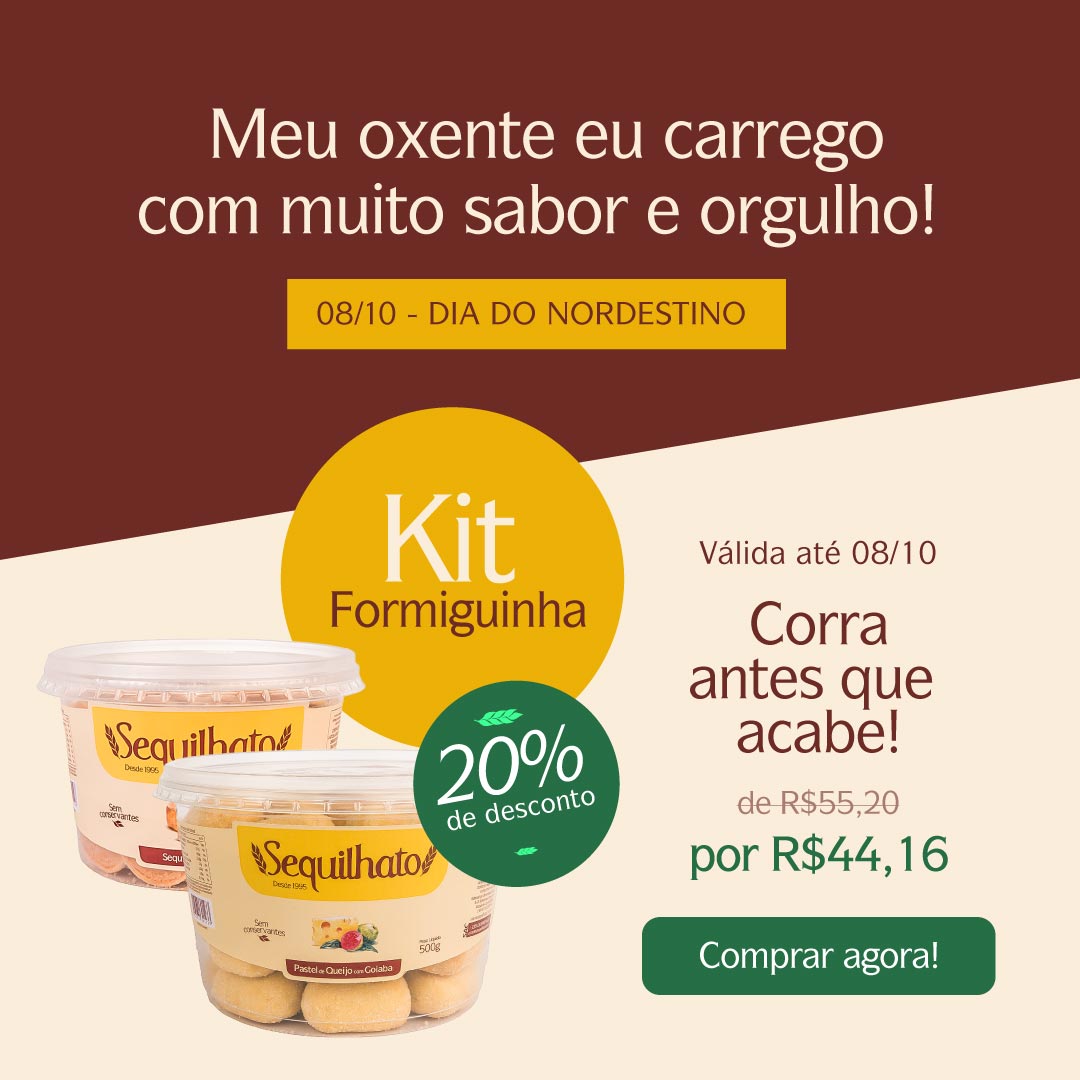 Meu oxente eu carrego
com muito sabor e orgulho!
08/10 - DIA DO NORDESTINO
Kit
Formiguinha
Válida até 08/10
Corra
antes que
acabe!
de R$55,20
por R$44,16
Comprar agora!
20%
de desconto
Sequilhato
Desde 1995
Sem
conservantes
Sequilhato
Desde 1995
Sem
conservantes
Peso Líquido
500g
Pastel de Queijo com Goiaba